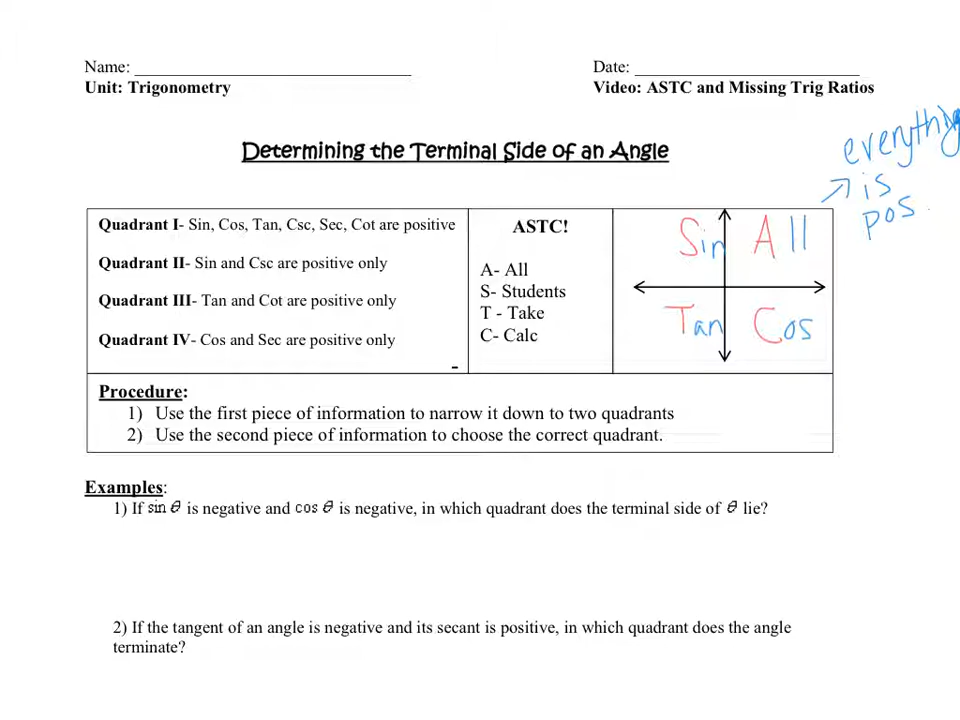 Name: ______________________________ Date: ________________________
Unit: Trigonometry Video: ASTC and Missing Trig Ratios
everything
is
pos.
Determining the Terminal Side of an Angle
Quadrant I- Sin, Cos, Tan, Csc, Sec, Cot are positive
Quadrant II- Sin and Csc are positive only
Quadrant III- Tan and Cot are positive only
Quadrant IV- Cos and Sec are positive only
-
ASTC!
A- All
S- Students
T - Take
C- Calc
Sin All
Tan Cos
Procedure:
1) Use the first piece of information to narrow it down to two quadrants
2) Use the second piece of information to choose the correct quadrant.
Examples:
1) If sin θ is negative and cos θ is negative, in which quadrant does the terminal side of θ lie?
2) If the tangent of an angle is negative and its secant is positive, in which quadrant does the angle
terminate?